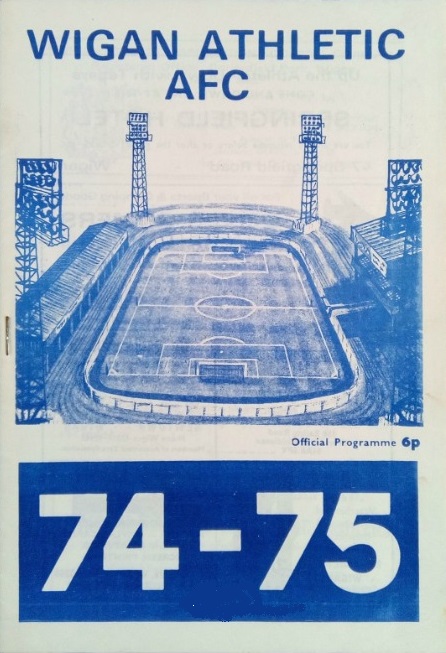 WIGAN ATHLETIC
AFC
Official Programme 6p
74-75